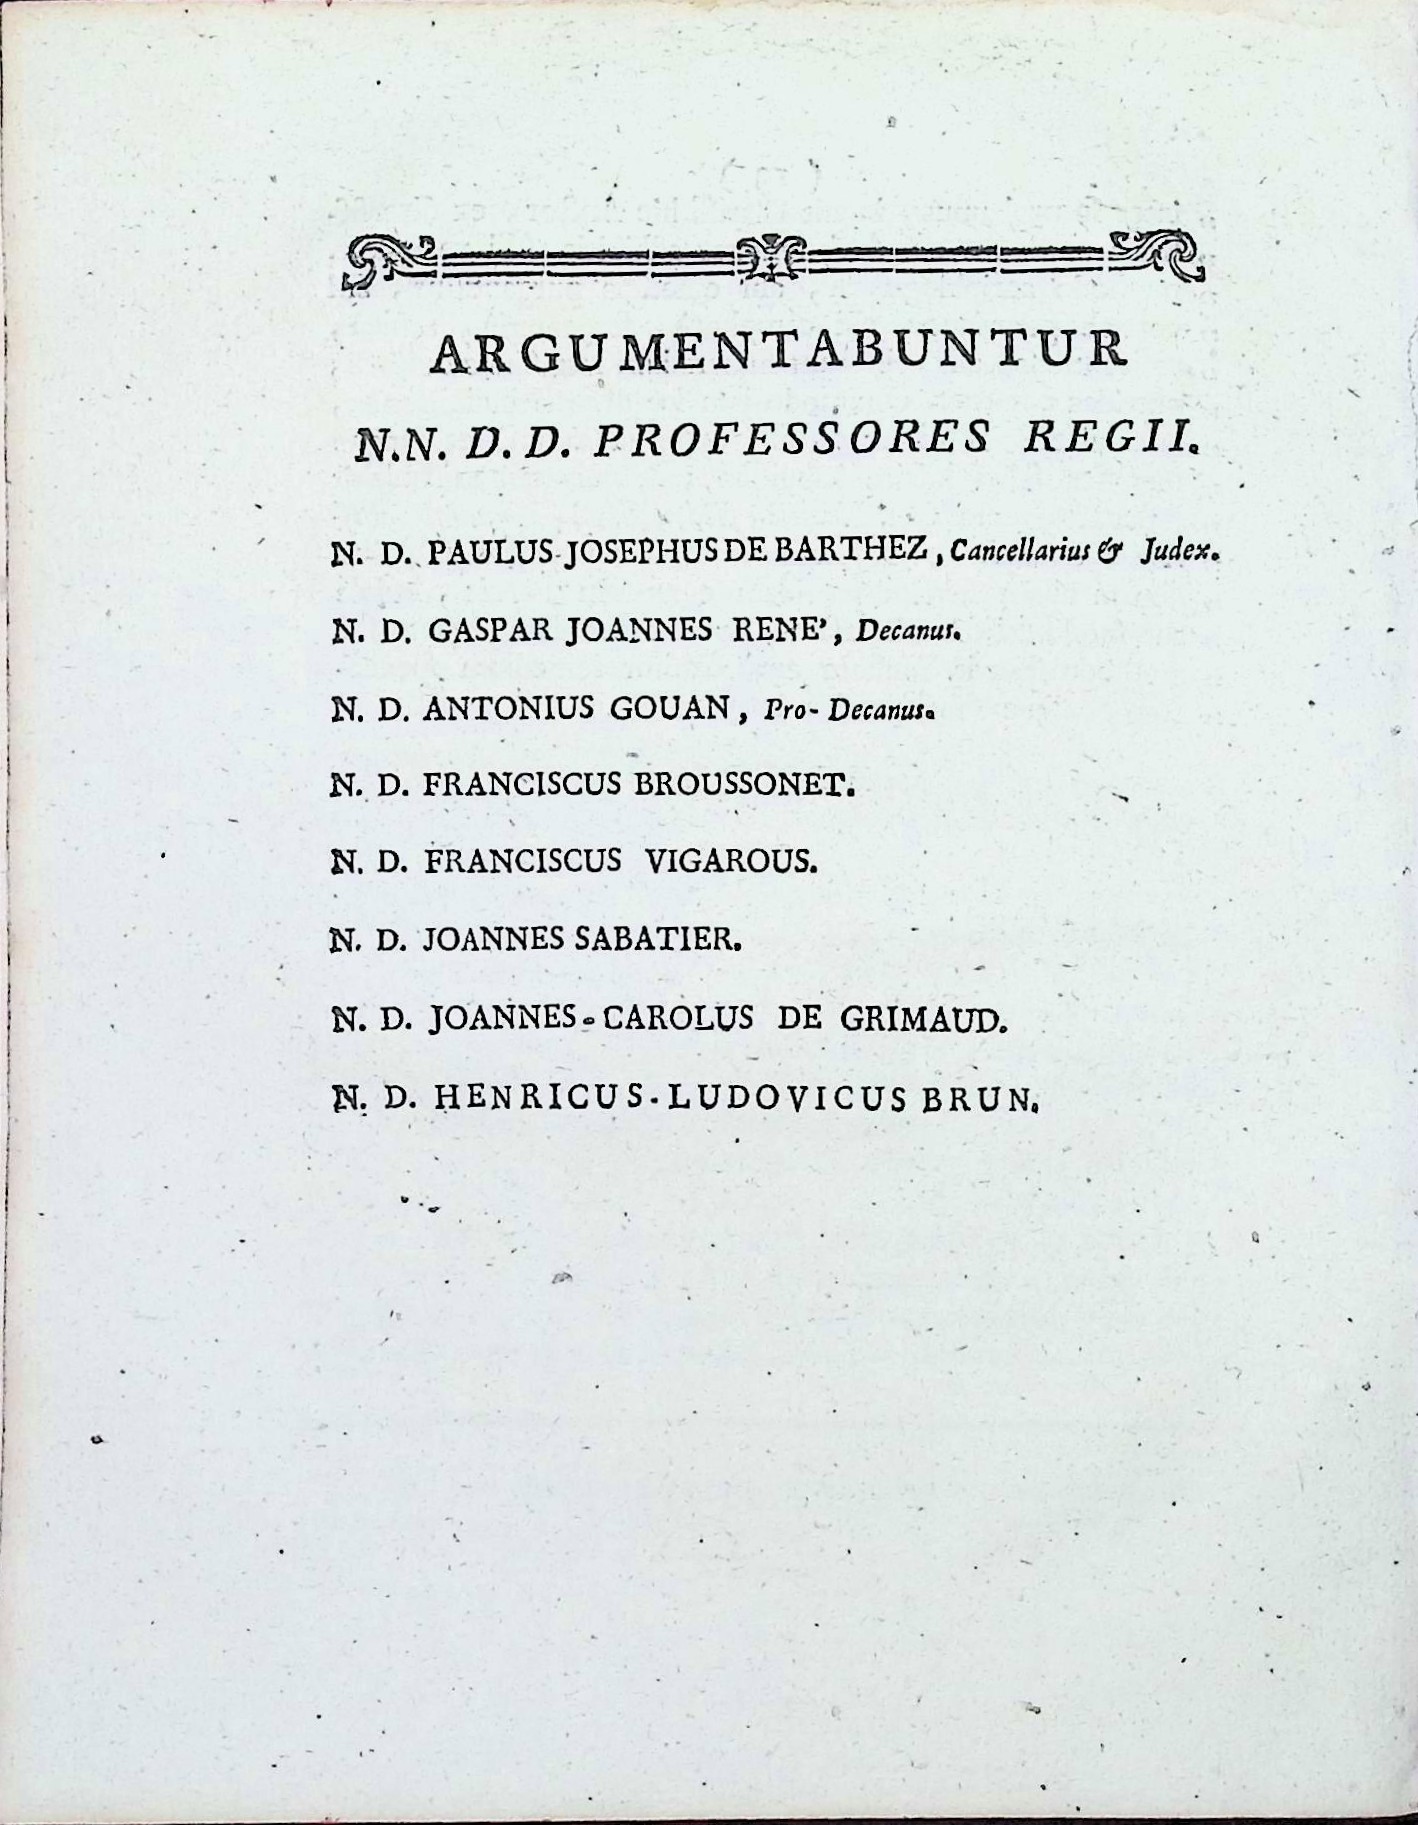 ARGUMENTABUNTUR
N.N. D. D. PROFESSORES REGII.
N. D. PAULUS-JOSEPHUS DE BARTHEZ, Cancellarius & Judex.
N. D. GASPAR JOANNES RENE', Decanus.
N. D. ANTONIUS GOUAN, Pro-Decanus.
N. D. FRANCISCUS BROUSSONET.
N. D. FRANCISCUS VIGAROUS.
N. D. JOANNES SABATIER.
N. D. JOANNES-CAROLUS DE GRIMAUD.
N. D. HENRICUS-LUDOVICUS BRUN.